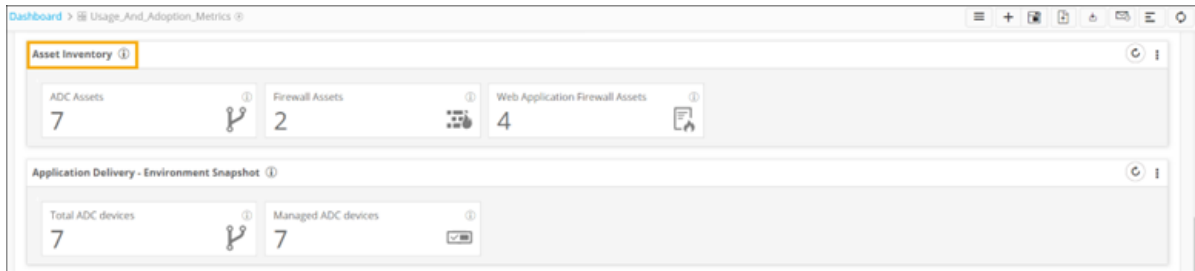 Dashboard > Usage_And_Adoption_Metrics
Asset Inventory
ADC Assets
7
Firewall Assets
2
Web Application Firewall Assets
4
Application Delivery - Environment Snapshot
Total ADC devices
7
Managed ADC devices
7